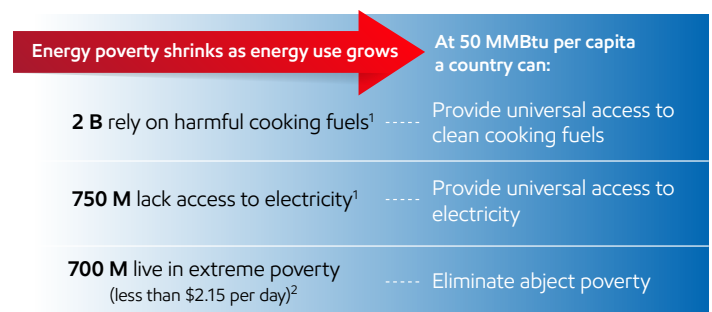 Energy poverty shrinks as energy use grows
At 50 MMBtu per capita
a country can:
2 B rely on harmful cooking fuels¹
Provide universal access to
clean cooking fuels
750 M lack access to electricity¹
Provide universal access to
electricity
700 M live in extreme poverty
(less than $2.15 per day)²
Eliminate abject poverty